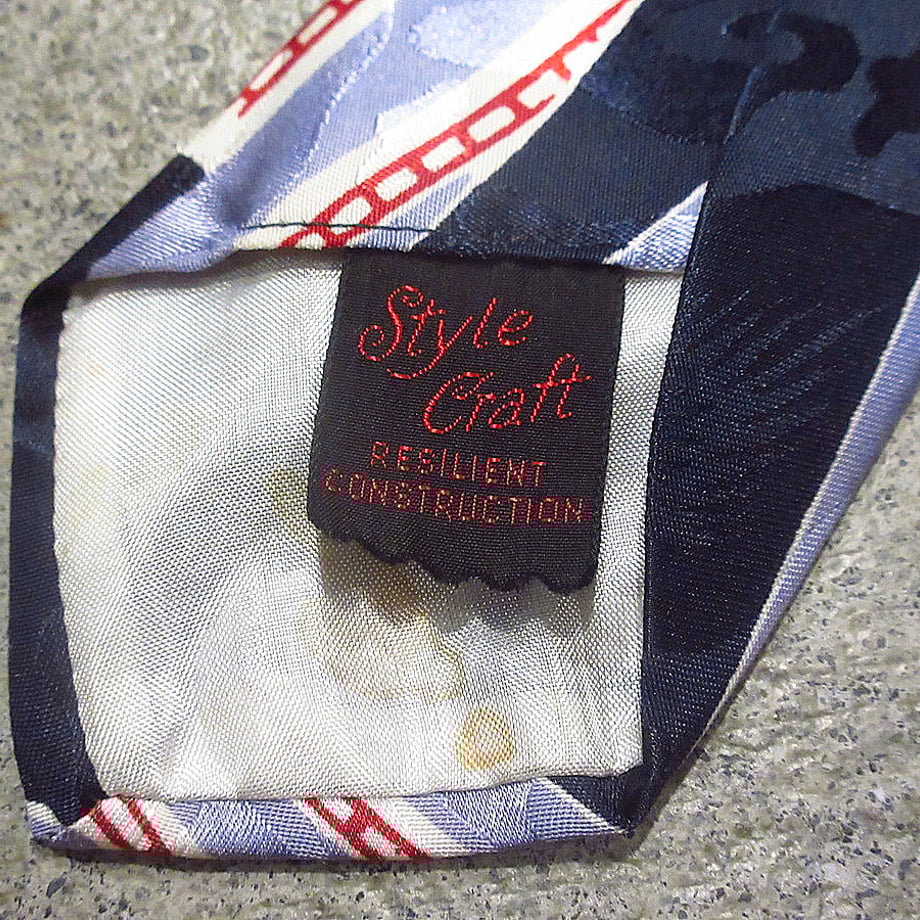 Style
Craft
RESILIENT
CONSTRUCTION